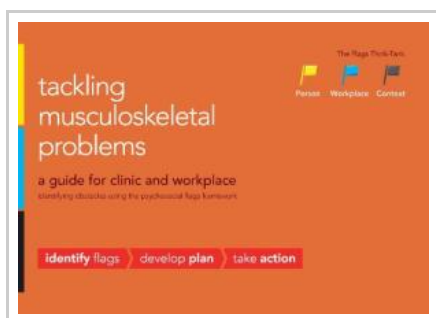 The Flags Think-Tank
Person Workplace Context
tackling
musculoskeletal
problems
a guide for clinic and workplace
identifying obstacles using the psychosocial flags framework
identify flags develop plan take action